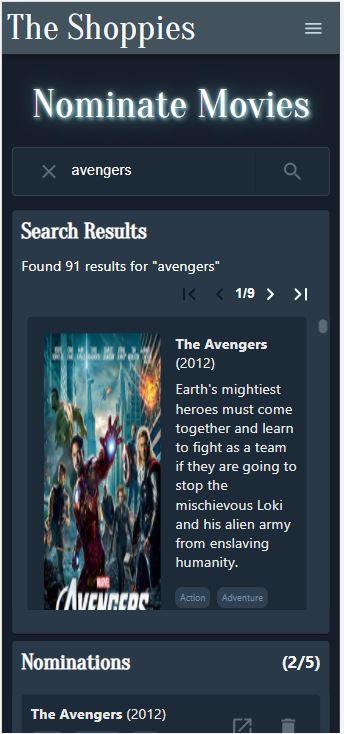 The Shoppies
Nominate Movies
avengers
Search Results
Found 91 results for "avengers"
1/9
The Avengers
(2012)
Earth's mightiest
heroes must come
together and learn
to fight as a team
if they are going to
stop the
mischievous Loki
and his alien army
from enslaving
humanity.
MARVEL
AVENGERS
Action Adventure
Nominations (2/5)
The Avengers (2012)